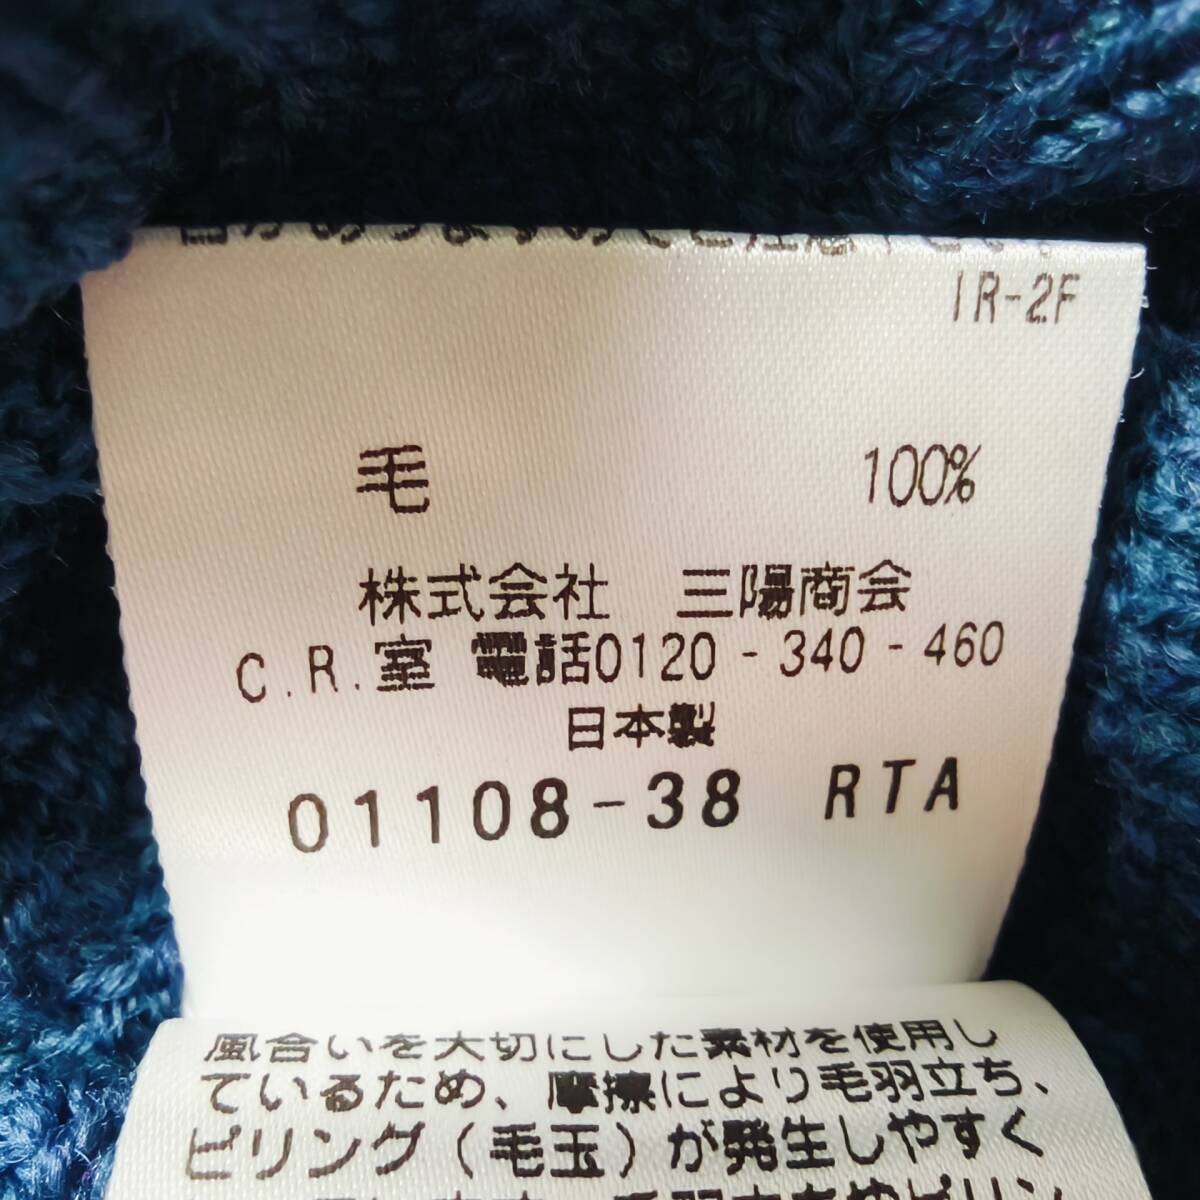 IR-2F
毛 100%
株式会社 三陽商会
C.R.室 電話0120-340-460
日本製
01108-38 RTA
風合いを大切にした素材を使用し
ているため、摩擦により毛羽立ち、
ピリング(毛玉)が発生しやすく